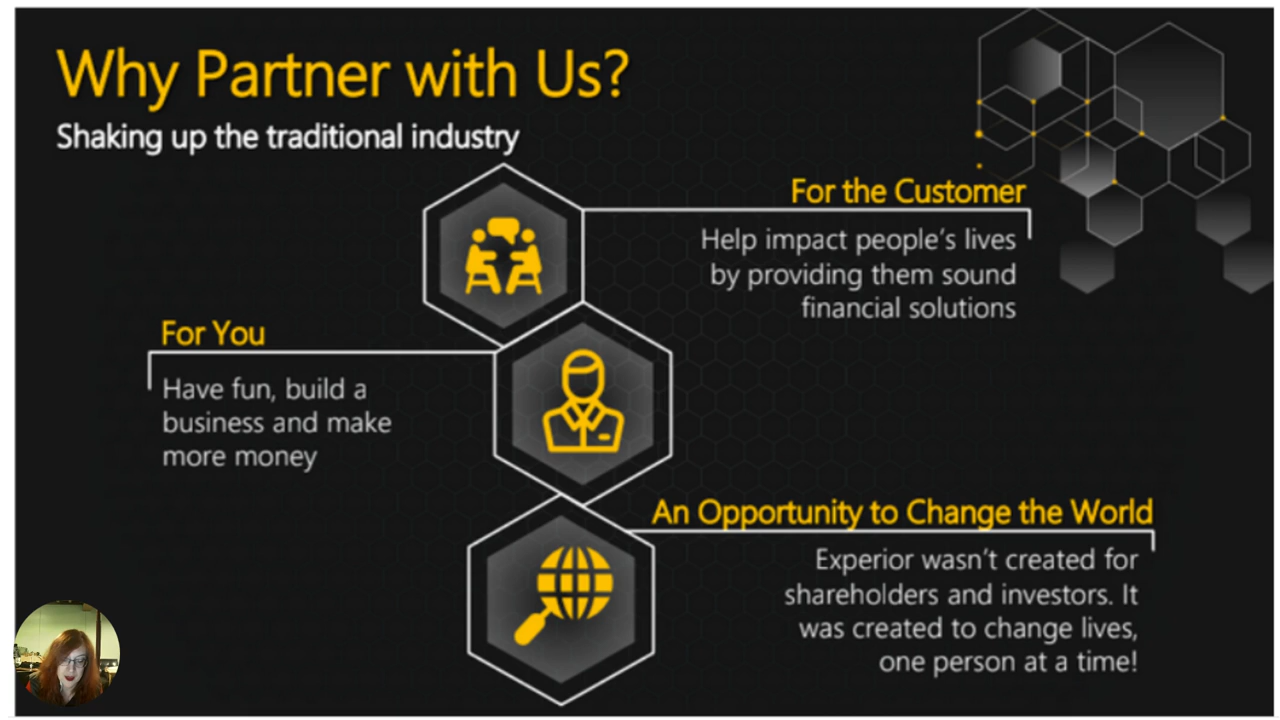 Why Partner with Us?
Shaking up the traditional industry
For the Customer
Help impact people's lives
by providing them sound
financial solutions
For You
Have fun, build a
business and make
more money
An Opportunity to Change the World
Experior wasn't created for
shareholders and investors. It
was created to change lives,
one person at a time!